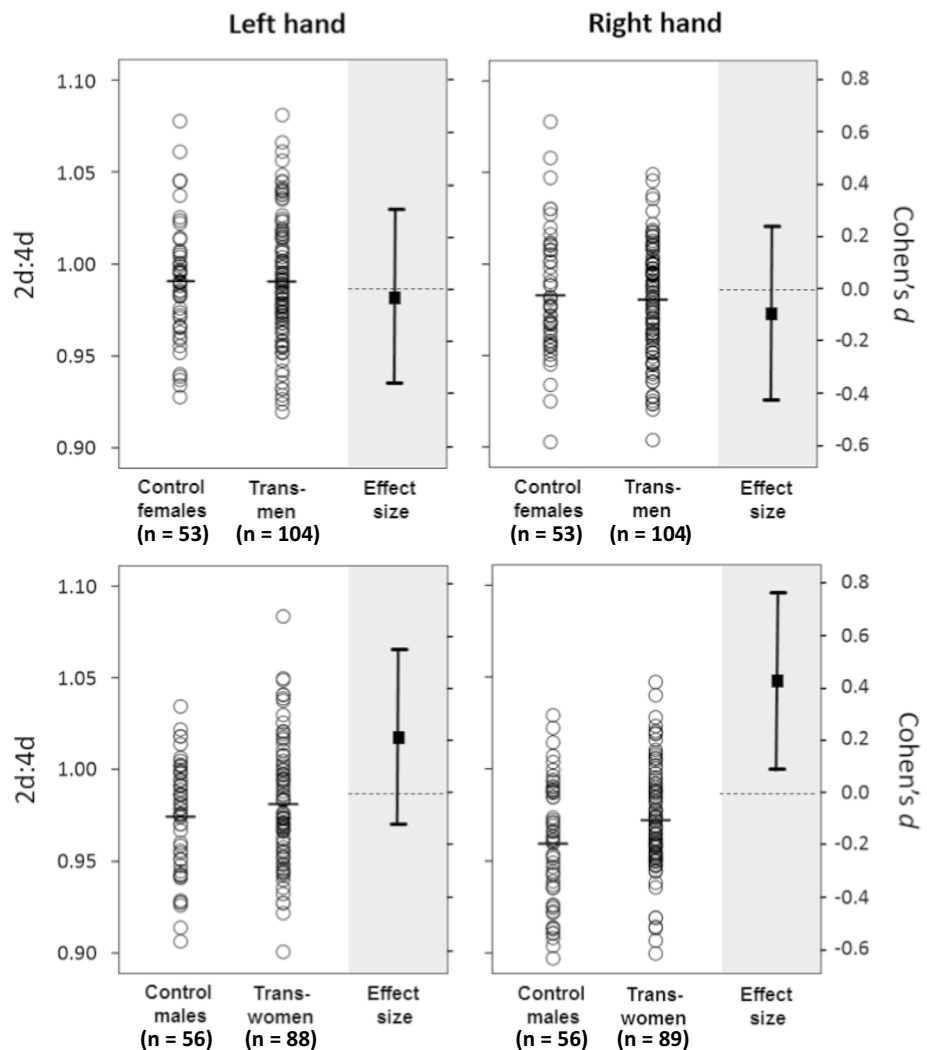 Left hand
Right hand
1.10
1.05
1.00
0.95
0.90
2d:4d
0.8
0.6
0.4
0.2
0.0
-0.2
-0.4
-0.6
Cohen's d
Control
females
(n = 53)
Trans-
men
(n = 104)
Effect
size
Control
females
(n = 53)
Trans-
men
(n = 104)
Effect
size
1.10
1.05
1.00
0.95
0.90
2d:4d
0.8
0.6
0.4
0.2
0.0
-0.2
-0.4
-0.6
Cohen's d
Control
males
(n = 56)
Trans-
women
(n = 88)
Effect
size
Control
males
(n = 56)
Trans-
women
(n = 89)
Effect
size